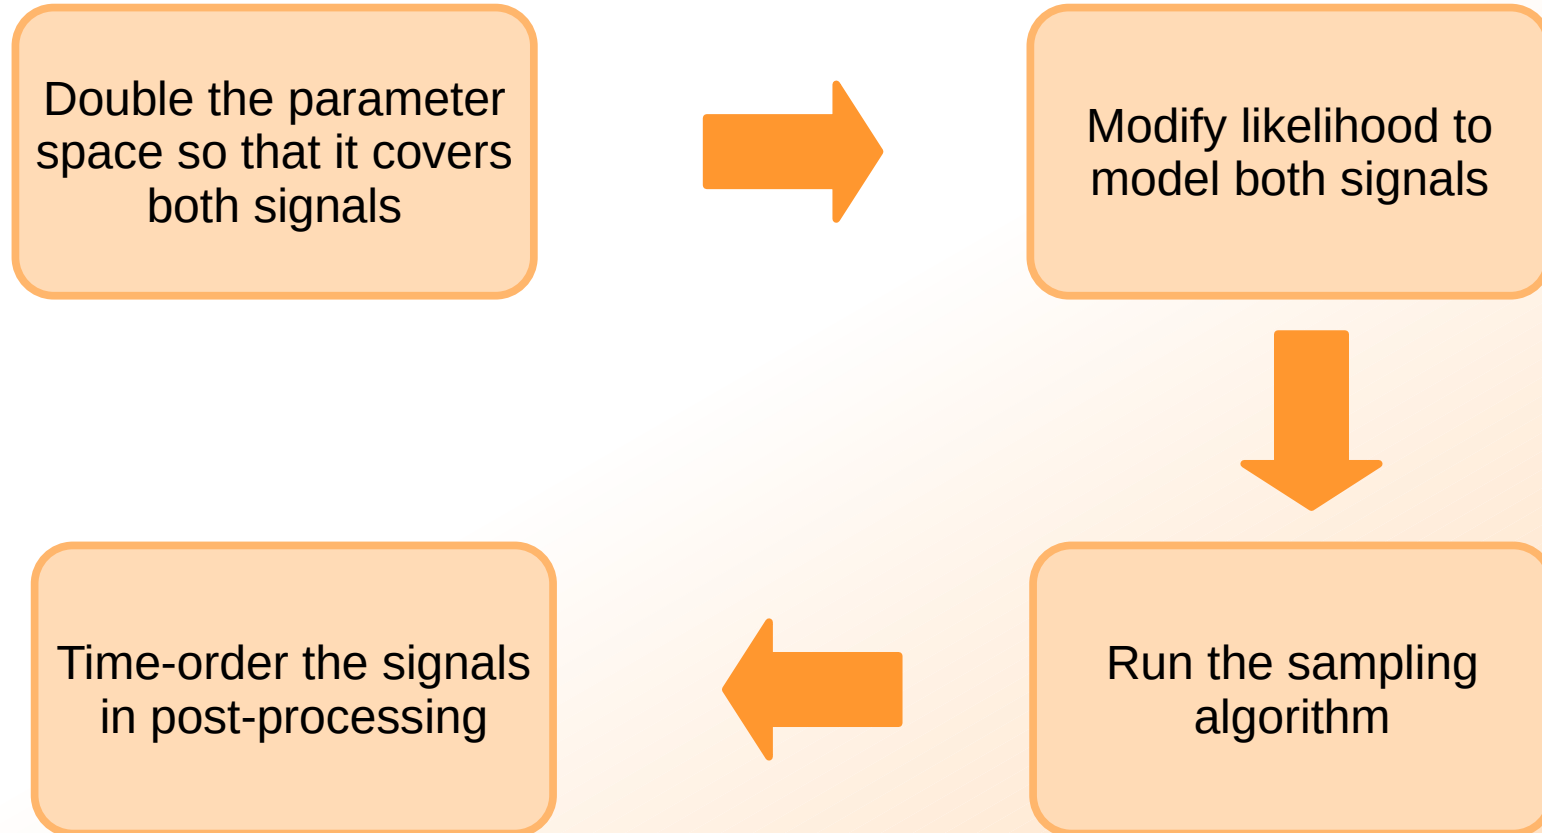 Double the parameter
space so that it covers
both signals
Modify likelihood to
model both signals
Run the sampling
algorithm
Time-order the signals
in post-processing